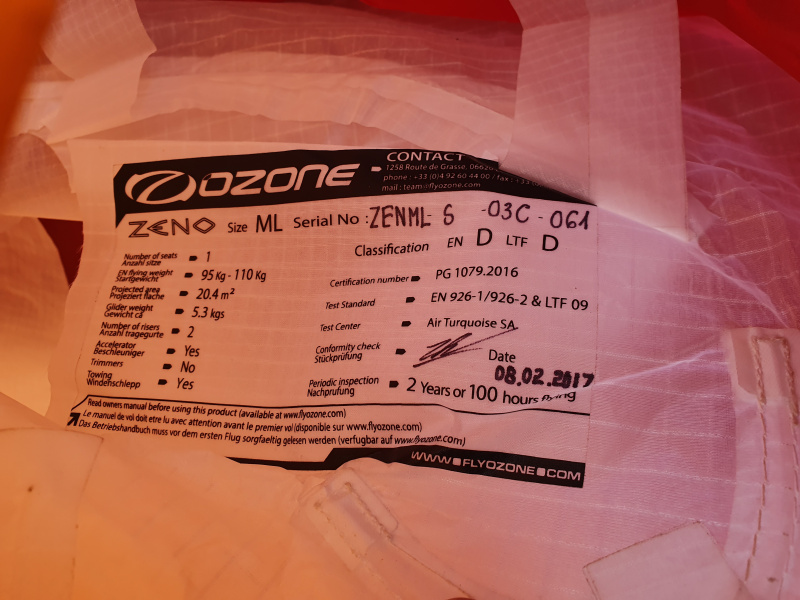 OZONE
CONTACT
1258 Route de Grasse,
phone : +33 (0)4 92 60 44 00 / fax : +33
mail : team@flyozone.com
ZENO Size ML Serial No : ZENML- S -03C - 061
Classification EN D LTF D
Number of seats
Anzahl sitze 1
EN flying weight
Startgewicht 95 Kg - 110 Kg
Projected area
Projeziert flache 20.4 m²
Glider weight
Gewicht ca 5.3 kgs
Number of risers
Anzahl tragegurte 2
Accelerator
Beschleuniger Yes
Trimmers No
Towing
Windenschlepp Yes
Certification number PG 1079.2016
Test Standard EN 926-1/926-2 & LTF 09
Test Center Air Turquoise SA.
Conformity check
Stückprüfung Date
08.02.2017
Periodic inspection
Nachprüfung 2 Years or 100 hours flying
Read owners manual before using this product (available at www.flyozone.com)
Le manuel de vol doit etre lu avec attention avant le premier vol (disponible sur www.flyozone.com)
Das Betriebshandbuch muss vor dem ersten Flug sorgfaeltig gelesen werden (verfugbar auf www.flyozone.com)
WWW.FLYOZONE.COM